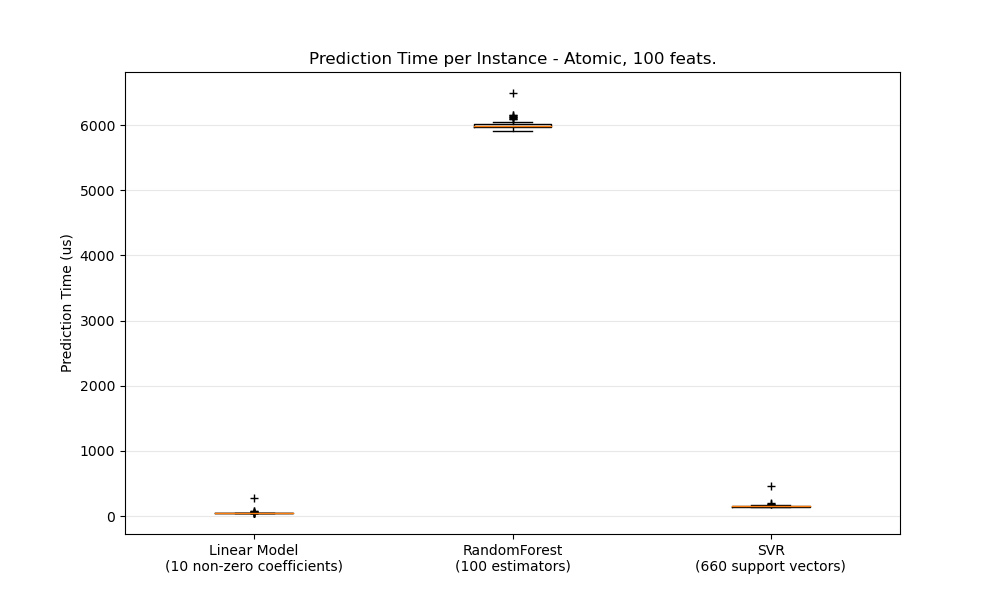 Prediction Time per Instance - Atomic, 100 feats.
Prediction Time (us)
6000
5000
4000
3000
2000
1000
0
Linear Model
(10 non-zero coefficients)
RandomForest
(100 estimators)
SVR
(660 support vectors)